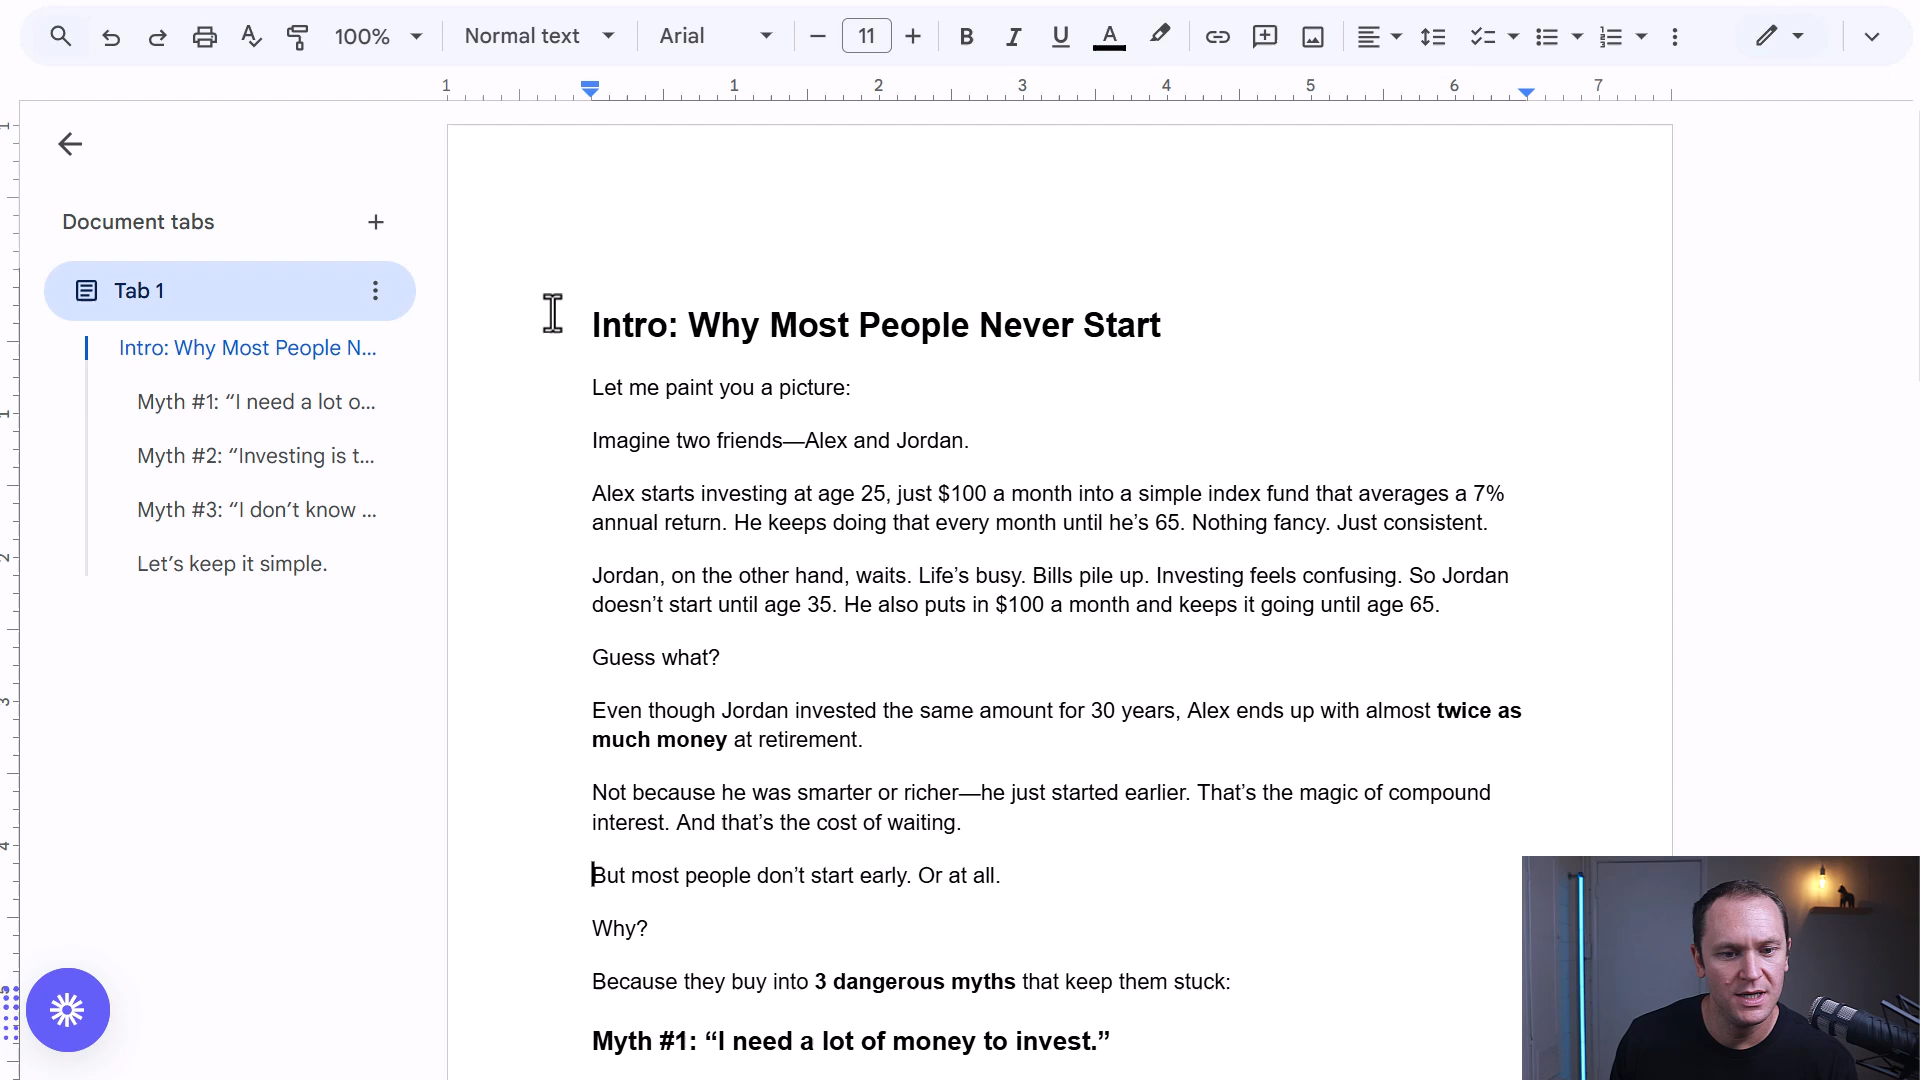 100%
Normal text
Arial
11
B
I
U
A
1 1 2 3 4 5 6 7
Document tabs
Tab 1
Intro: Why Most People N...
Myth #1: “I need a lot o...
Myth #2: “Investing is t...
Myth #3: “I don’t know ...
Let’s keep it simple.
1
1
2
3
4
Intro: Why Most People Never Start
Let me paint you a picture:
Imagine two friends—Alex and Jordan.
Alex starts investing at age 25, just $100 a month into a simple index fund that averages a 7%
annual return. He keeps doing that every month until he’s 65. Nothing fancy. Just consistent.
Jordan, on the other hand, waits. Life’s busy. Bills pile up. Investing feels confusing. So Jordan
doesn’t start until age 35. He also puts in $100 a month and keeps it going until age 65.
Guess what?
Even though Jordan invested the same amount for 30 years, Alex ends up with almost twice as
much money at retirement.
Not because he was smarter or richer—he just started earlier. That’s the magic of compound
interest. And that’s the cost of waiting.
But most people don’t start early. Or at all.
Why?
Because they buy into 3 dangerous myths that keep them stuck:
Myth #1: “I need a lot of money to invest.”